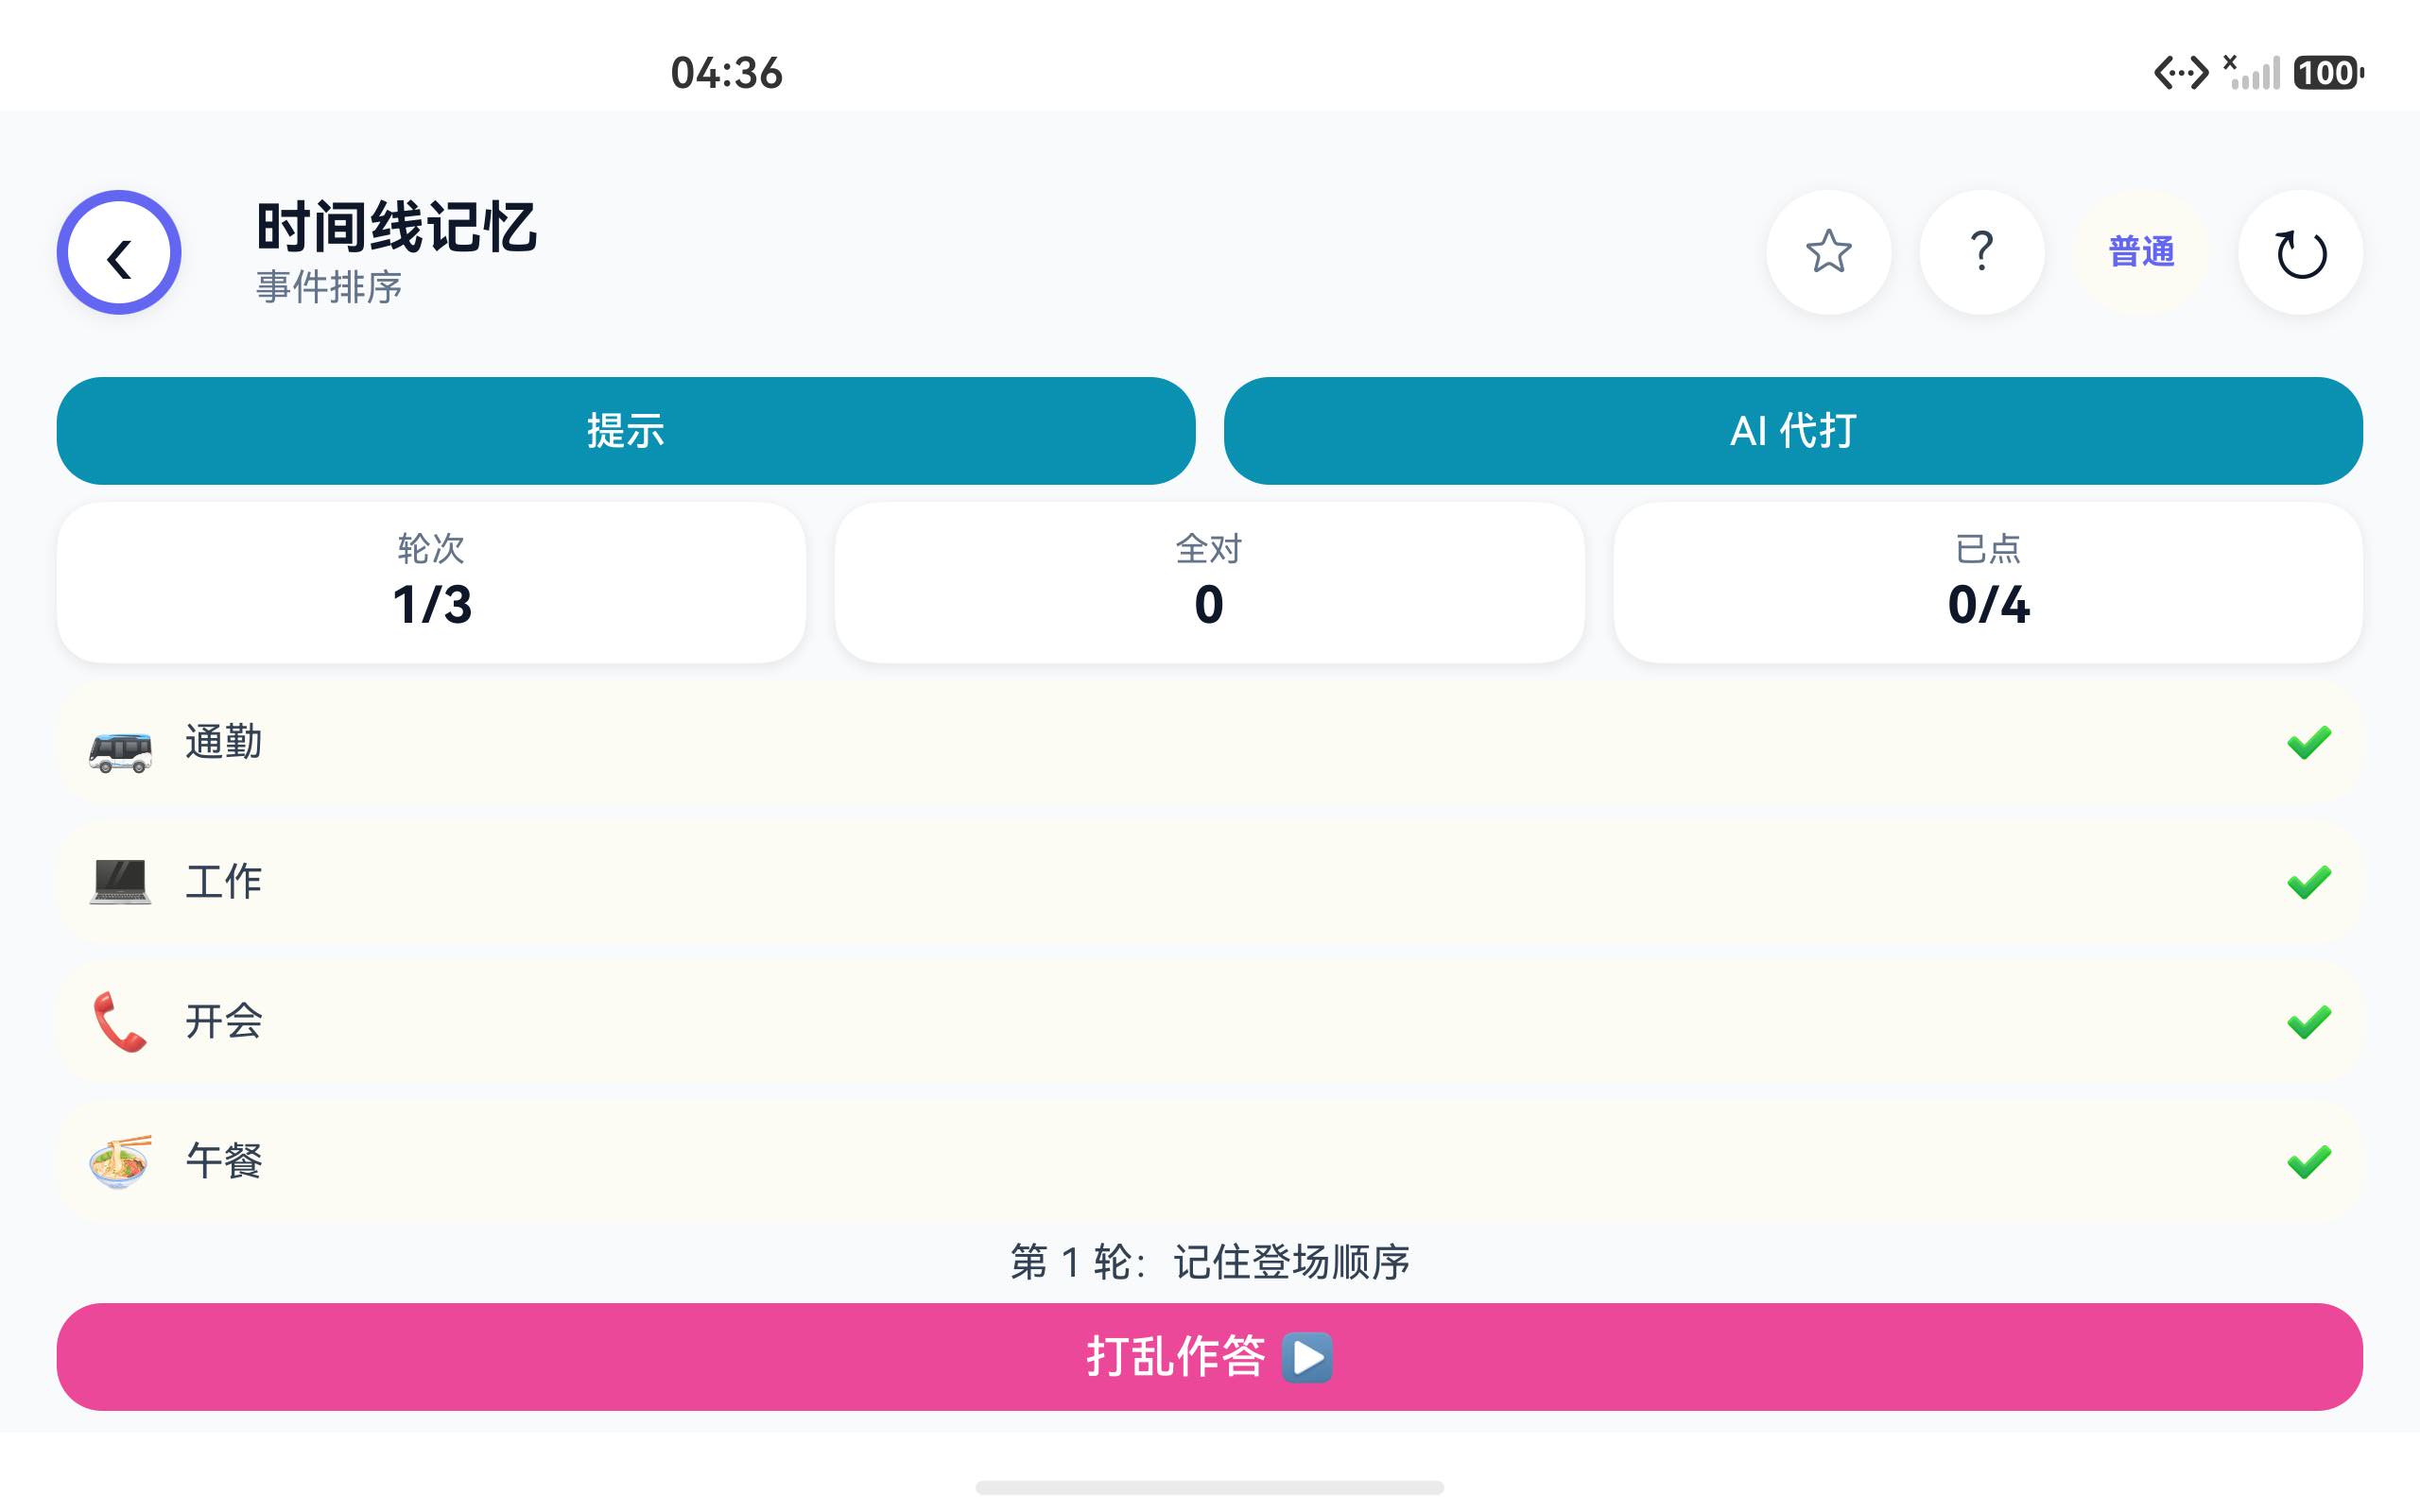 04:36
100
时间线记忆
事件排序
?
普通
提示
AI 代打
轮次
1/3
全对
0
已点
0/4
通勤
工作
开会
午餐
第 1 轮：记住登场顺序
打乱作答